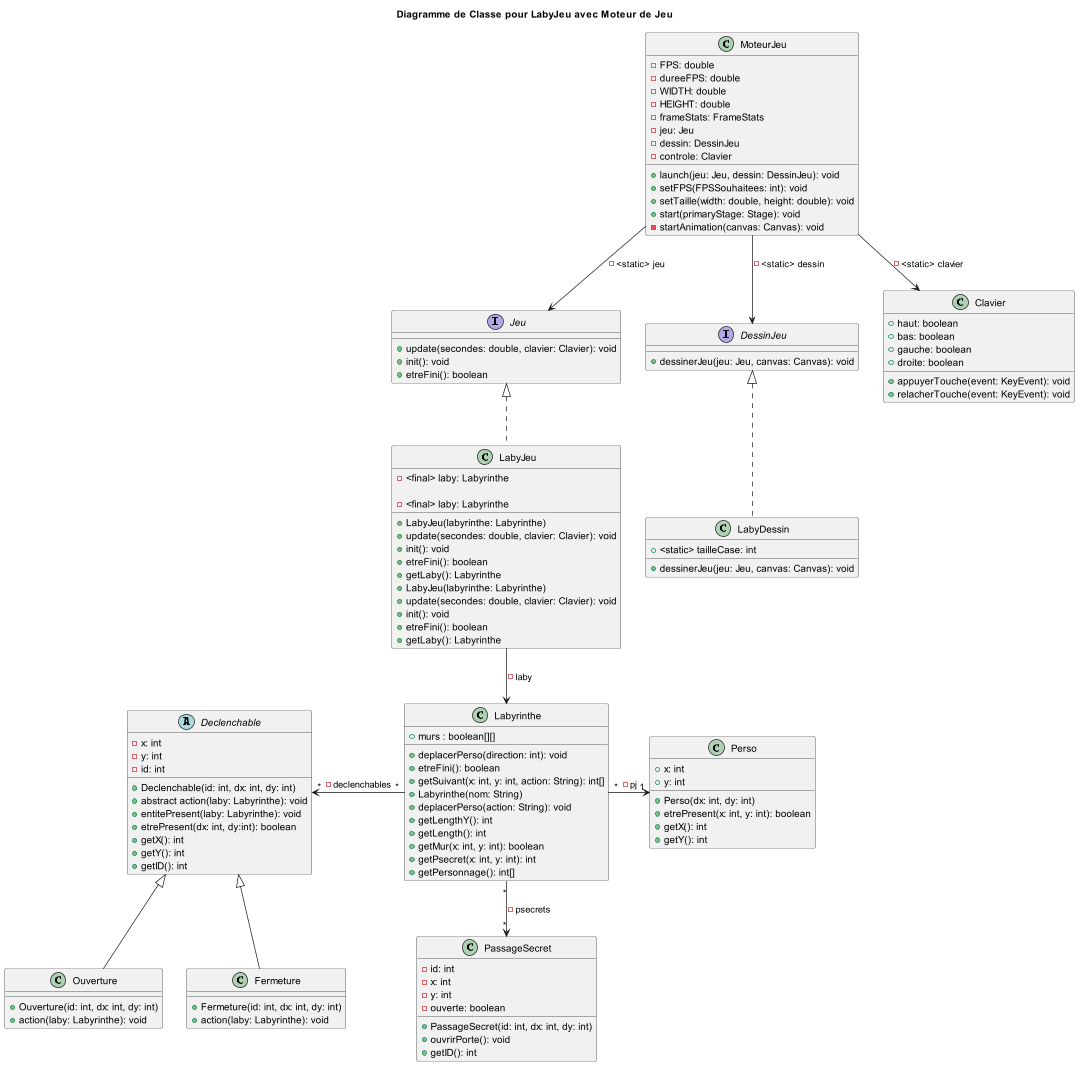 Diagramme de Classe pour LabyJeu avec Moteur de Jeu
C MoteurJeu
FPS: double
dureeFPS: double
WIDTH: double
HEIGHT: double
frameStats: FrameStats
jeu: Jeu
dessin: DessinJeu
controle: Clavier
launch(jeu: Jeu, dessin: DessinJeu): void
setFPS(FPSSouhaitees: int): void
setTaille(width: double, height: double): void
start(primaryStage: Stage): void
startAnimation(canvas: Canvas): void
<static> jeu
<static> dessin
<static> clavier
I Jeu
update(secondes: double, clavier: Clavier): void
init(): void
etreFini(): boolean
I DessinJeu
dessinerJeu(jeu: Jeu, canvas: Canvas): void
C Clavier
haut: boolean
bas: boolean
gauche: boolean
droite: boolean
appuyerTouche(event: KeyEvent): void
relacherTouche(event: KeyEvent): void
C LabyJeu
<final> laby: Labyrinthe
<final> laby: Labyrinthe
LabyJeu(labyrinthe: Labyrinthe)
update(secondes: double, clavier: Clavier): void
init(): void
etreFini(): boolean
getLaby(): Labyrinthe
LabyJeu(labyrinthe: Labyrinthe)
update(secondes: double, clavier: Clavier): void
init(): void
etreFini(): boolean
getLaby(): Labyrinthe
C LabyDessin
<static> tailleCase: int
dessinerJeu(jeu: Jeu, canvas: Canvas): void
laby
A Declenchable
x: int
y: int
id: int
Declenchable(id: int, dx: int, dy: int)
abstract action(laby: Labyrinthe): void
entitePresent(laby: Labyrinthe): void
etrePresent(dx: int, dy:int): boolean
getX(): int
getY(): int
getID(): int
* declenchables *
C Labyrinthe
murs : boolean[][]
deplacerPerso(direction: int): void
etreFini(): boolean
getSuivant(x: int, y: int, action: String): int[]
Labyrinthe(nom: String)
deplacerPerso(action: String): void
getLengthY(): int
getLength(): int
getMur(x: int, y: int): boolean
getPsecret(x: int, y: int): int
getPersonnage(): int[]
* pj 1
C Perso
x: int
y: int
Perso(dx: int, dy: int)
etrePresent(x: int, y: int): boolean
getX(): int
getY(): int
*
psecrets
*
C Ouverture
Ouverture(id: int, dx: int, dy: int)
action(laby: Labyrinthe): void
C Fermeture
Fermeture(id: int, dx: int, dy: int)
action(laby: Labyrinthe): void
C PassageSecret
id: int
x: int
y: int
ouverte: boolean
PassageSecret(id: int, dx: int, dy: int)
ouvrirPorte(): void
getID(): int